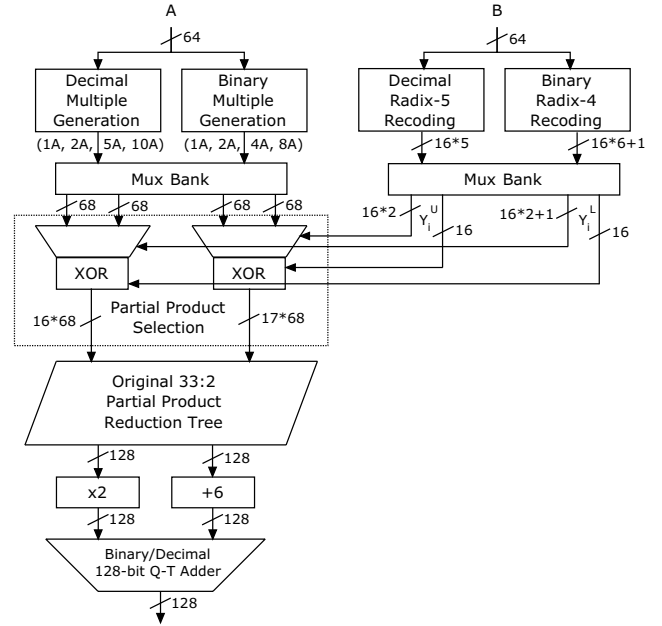 A
B
64
64
Decimal
Multiple
Generation
Binary
Multiple
Generation
Decimal
Radix-5
Recoding
Binary
Radix-4
Recoding
(1A, 2A, 5A, 10A)
(1A, 2A, 4A, 8A)
16*5
16*6+1
Mux Bank
Mux Bank
68
68
68
68
16*2
Y_i^U
16
16*2+1
Y_i^L
16
XOR
XOR
Partial Product
Selection
16*68
17*68
Original 33:2
Partial Product
Reduction Tree
128
128
x2
+6
128
128
Binary/Decimal
128-bit Q-T Adder
128